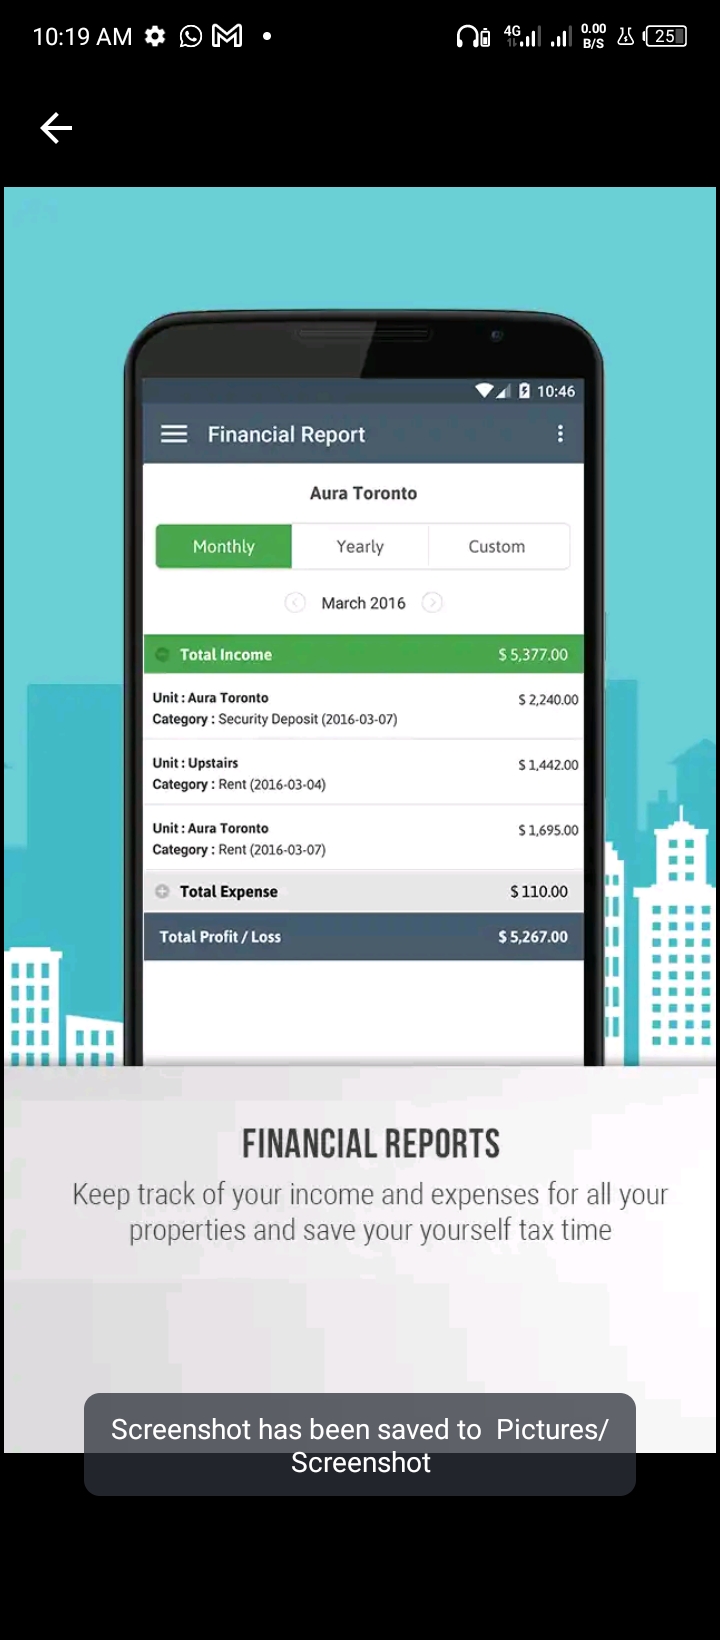 10:19 AM
4G
0.00
B/S
25
10:46
Financial Report
Aura Toronto
Monthly Yearly Custom
March 2016
Total Income $ 5,377.00
Unit : Aura Toronto $ 2,240.00
Category : Security Deposit (2016-03-07)
Unit : Upstairs $ 1,442.00
Category : Rent (2016-03-04)
Unit : Aura Toronto $ 1,695.00
Category : Rent (2016-03-07)
Total Expense $ 110.00
Total Profit / Loss $ 5,267.00
FINANCIAL REPORTS
Keep track of your income and expenses for all your
properties and save your yourself tax time
Screenshot has been saved to Pictures/
Screenshot